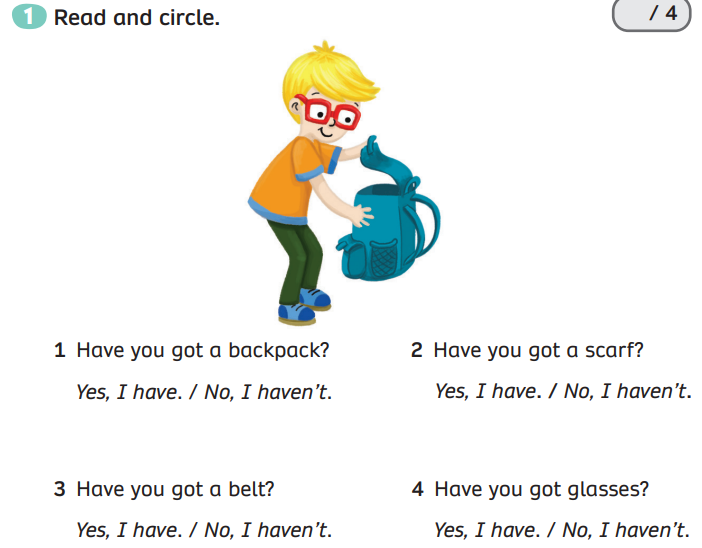 1 Read and circle.
/ 4
1 Have you got a backpack?
Yes, I have. / No, I haven't.
2 Have you got a scarf?
Yes, I have. / No, I haven't.
3 Have you got a belt?
Yes, I have. / No, I haven't.
4 Have you got glasses?
Yes, I have. / No, I haven't.